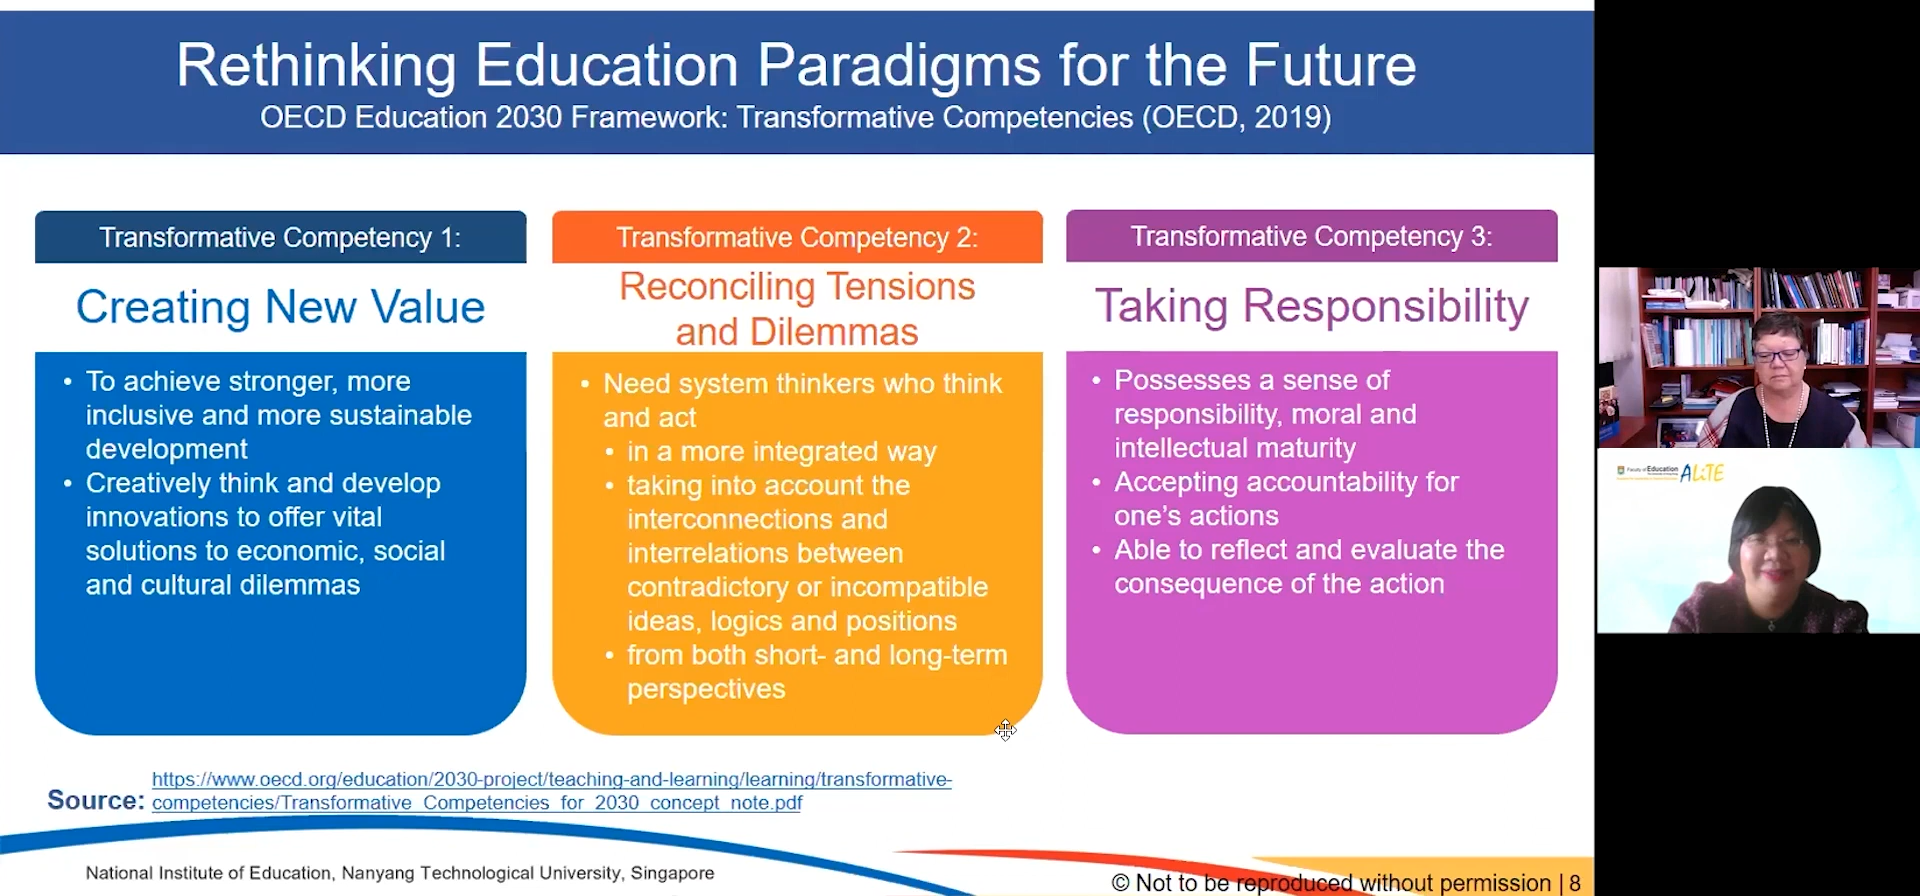 Rethinking Education Paradigms for the Future
OECD Education 2030 Framework: Transformative Competencies (OECD, 2019)
Transformative Competency 1:
Creating New Value
• To achieve stronger, more
inclusive and more sustainable
development
• Creatively think and develop
innovations to offer vital
solutions to economic, social
and cultural dilemmas
Transformative Competency 2:
Reconciling Tensions
and Dilemmas
• Need system thinkers who think
and act
• in a more integrated way
• taking into account the
interconnections and
interrelations between
contradictory or incompatible
ideas, logics and positions
• from both short- and long-term
perspectives
Transformative Competency 3:
Taking Responsibility
• Possesses a sense of
responsibility, moral and
intellectual maturity
• Accepting accountability for
one's actions
• Able to reflect and evaluate the
consequence of the action
Source: https://www.oecd.org/education/2030-project/teaching-and-learning/learning/transformative-
competencies/Transformative_Competencies_for_2030_concept_note.pdf
National Institute of Education, Nanyang Technological University, Singapore
© Not to be reproduced without permission | 8
Faculty of Education
ALiTE